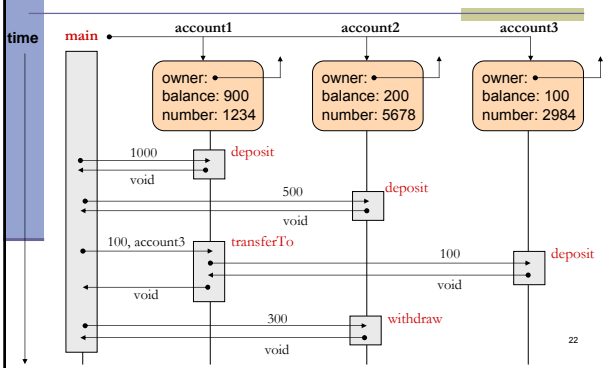 time
main
account1
account2
account3
owner:
balance: 900
number: 1234
owner:
balance: 200
number: 5678
owner:
balance: 100
number: 2984
1000
deposit
void
500
deposit
void
100, account3
transferTo
100
deposit
void
void
300
withdraw
void
22